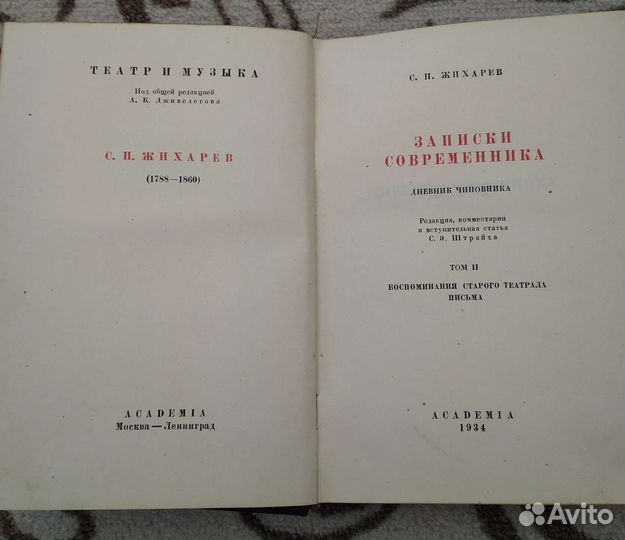 ТЕАТР И МУЗЫКА
Под общей редакцией
А. К. Дживелегова
С. П. ЖИХАРЕВ
(1788—1860)
ACADEMIA
Москва — Ленинград
С. П. ЖИХАРЕВ
ЗАПИСКИ
СОВРЕМЕННИКА
ДНЕВНИК ЧИНОВНИКА
Редакция, комментарии
и вступительная статья
С. Я. Штрайха
ТОМ II
ВОСПОМИНАНИЯ СТАРОГО ТЕАТРАЛА
ПИСЬМА
ACADEMIA
1934
Avito